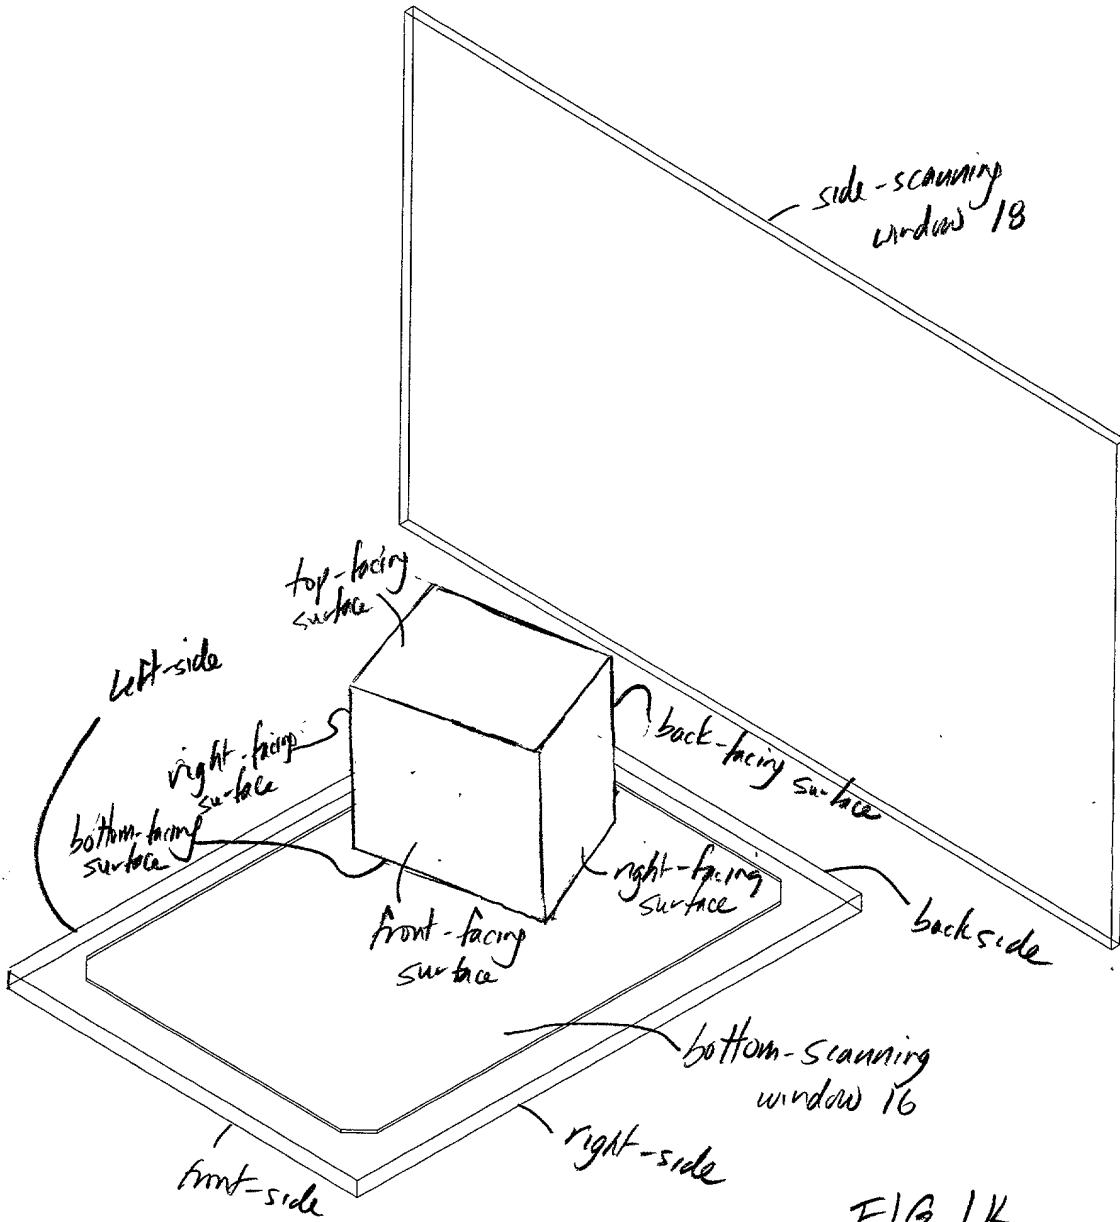 side-scanning
window 18
top-facing
surface
left-side
right-facing
surface
back-facing surface
bottom-facing
surface
right-facing
surface
front-facing
surface
backside
bottom-scanning
window 16
right-side
front-side
FIG. 1K